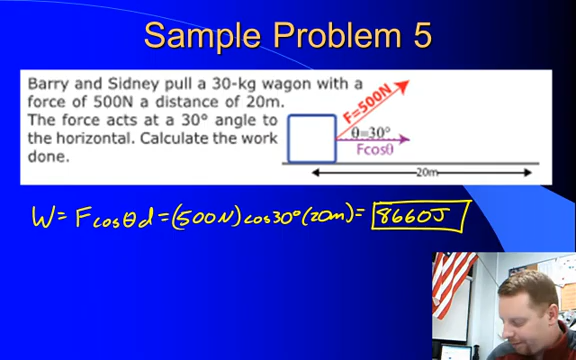 Sample Problem 5
Barry and Sidney pull a 30-kg wagon with a
force of 500N a distance of 20m.
The force acts at a 30° angle to
the horizontal. Calculate the work
done.
F=500N
θ=30°
Fcosθ
20m
W= Fcosθd = (500N)cos30°(20m)= 8660J